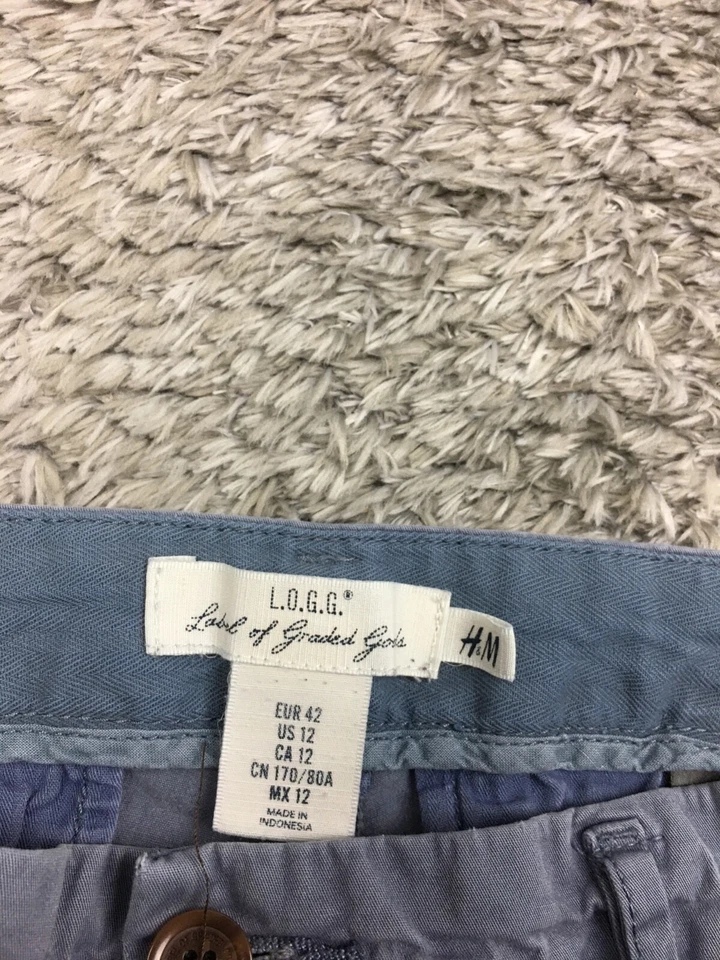 L.O.G.G.®
Label of Graded Goods
H&M
EUR 42
US 12
CA 12
CN 170/80A
MX 12
MADE IN
INDONESIA